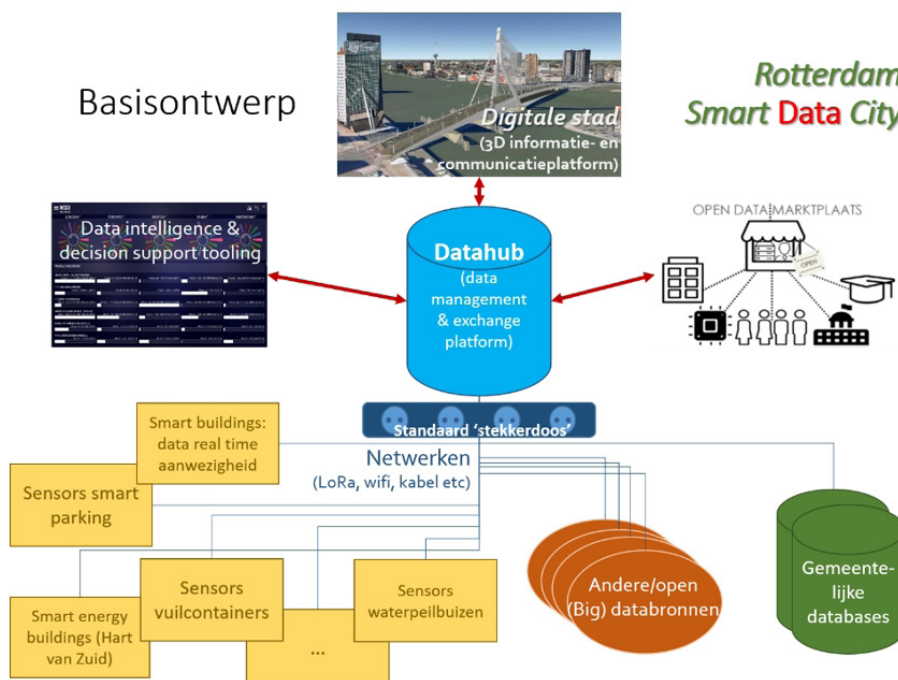 Basisontwerp
Digitale stad
(3D informatie- en
communicatieplatform)
Rotterdam
Smart Data City
Data intelligence &
decision support tooling
Datahub
(data
management
& exchange
platform)
OPEN DATA MARKTPLAATS
OPEN
Standaard 'stekkerdoos'
Netwerken
(LoRa, wifi, kabel etc)
Smart buildings:
data real time
aanwezigheid
Sensors smart
parking
Smart energy
buildings (Hart
van Zuid)
Sensors
vuilcontainers
...
Sensors
waterpeilbuizen
Andere/open
(Big) databronnen
Gemeente-
lijke
databases